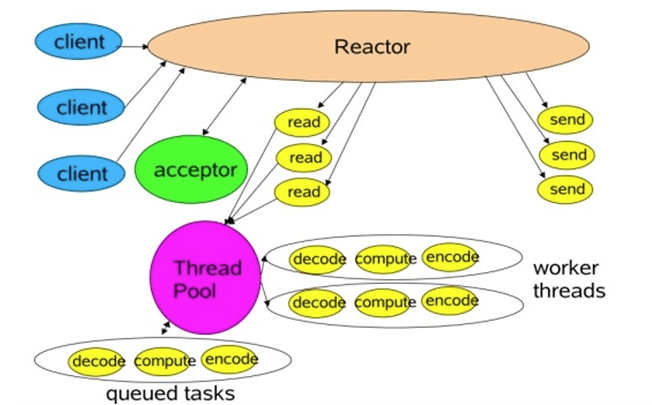 client
Reactor
client
client
acceptor
read
read
read
send
send
send
Thread
Pool
decode compute encode
decode compute encode
worker
threads
decode compute encode
queued tasks